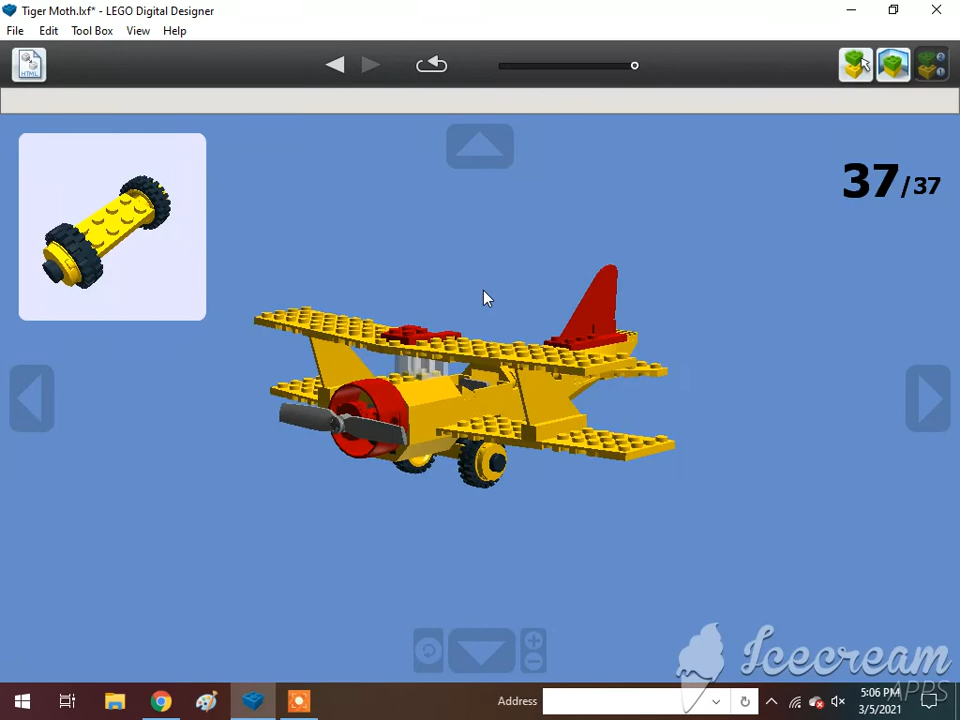 Tiger Moth.lxf* - LEGO Digital Designer
File Edit Tool Box View Help
HTML
37/37
Icecream
APPS
Address
5:06 PM
3/5/2021